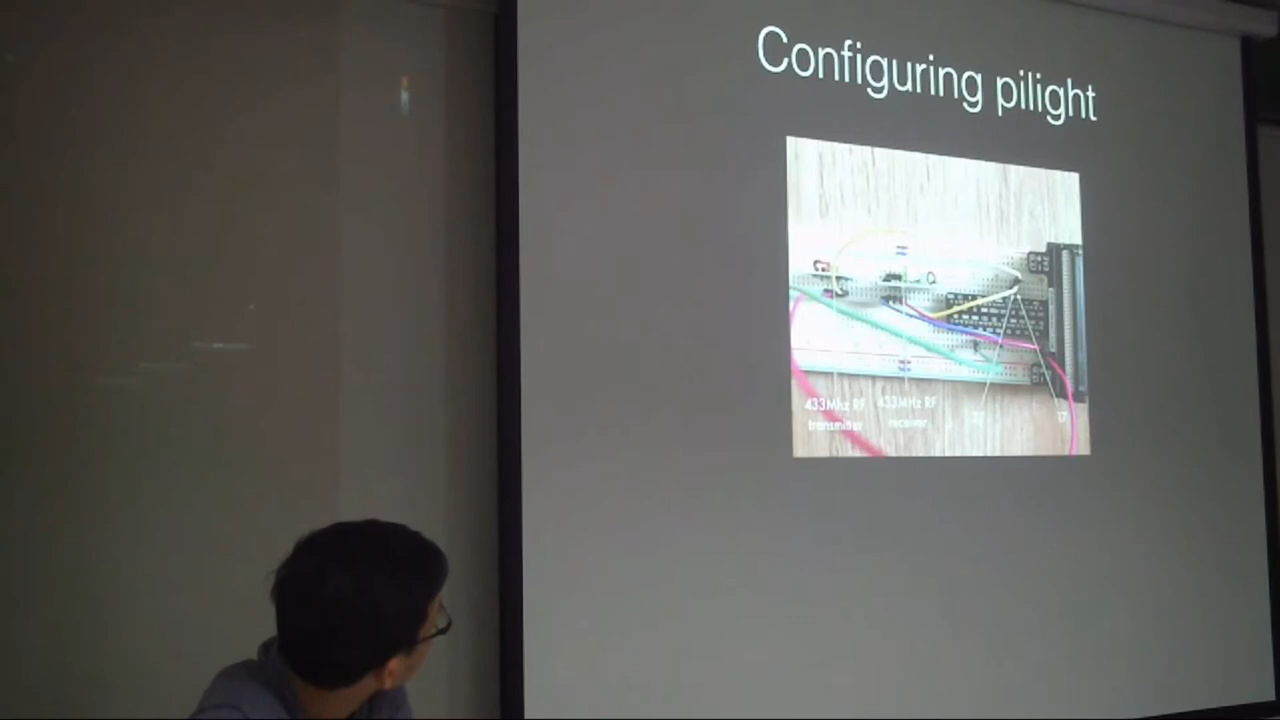 Configuring pilight
433Mhz RF
transmitter
433MHz RF
receiver
17